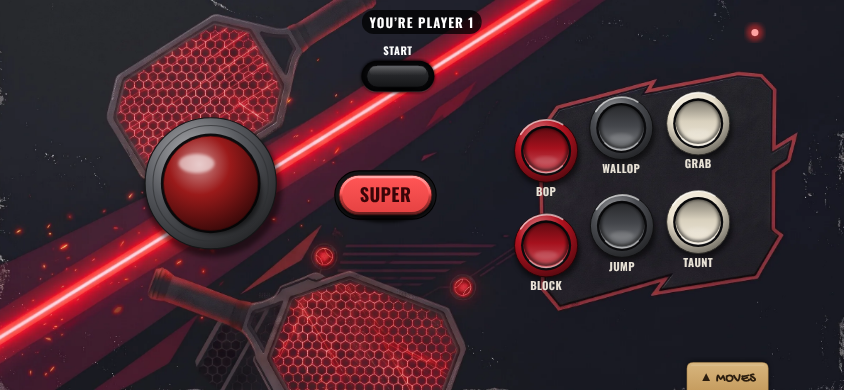 YOU'RE PLAYER 1
START
SUPER
BOP
WALLOP
GRAB
BLOCK
JUMP
TAUNT
▲ MOVES